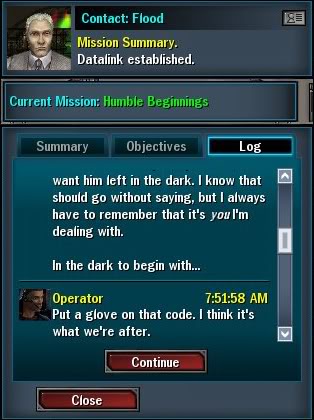 Contact: Flood
Mission Summary.
Datalink established.
Current Mission: Humble Beginnings
Summary Objectives Log
want him left in the dark. I know that
should go without saying, but I always
have to remember that it's you I'm
dealing with.
In the dark to begin with...
Operator 7:51:58 AM
Put a glove on that code. I think it's
what we're after.
Continue
Close